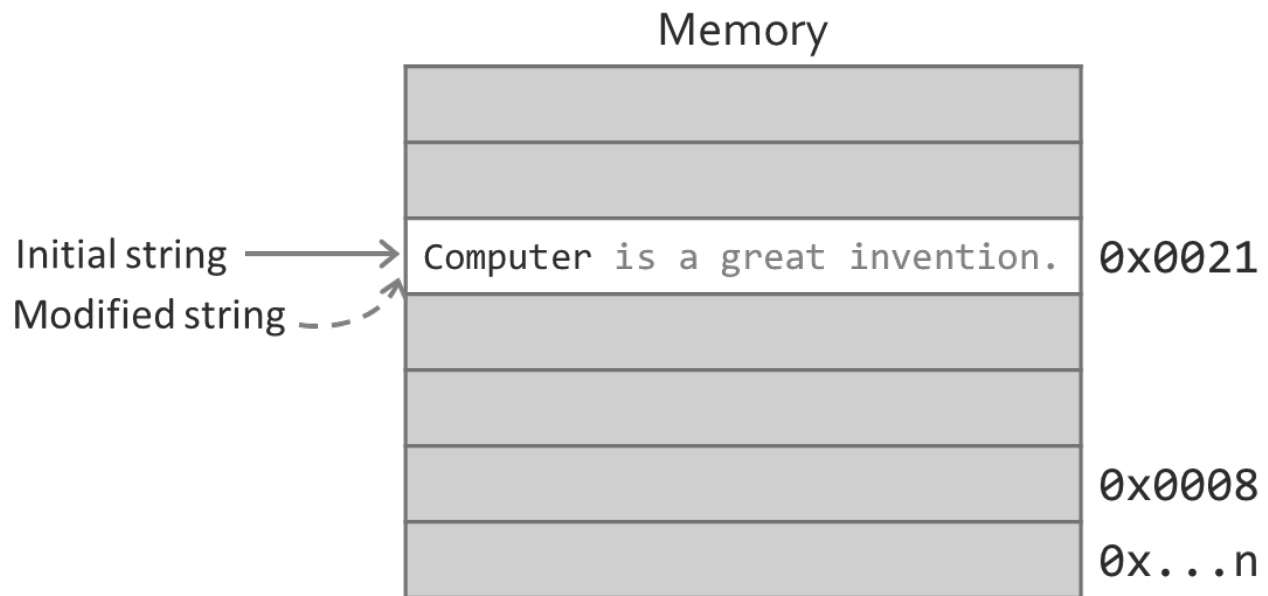 Memory
Initial string
Computer is a great invention.
0x0021
Modified string
0x0008
0x...n